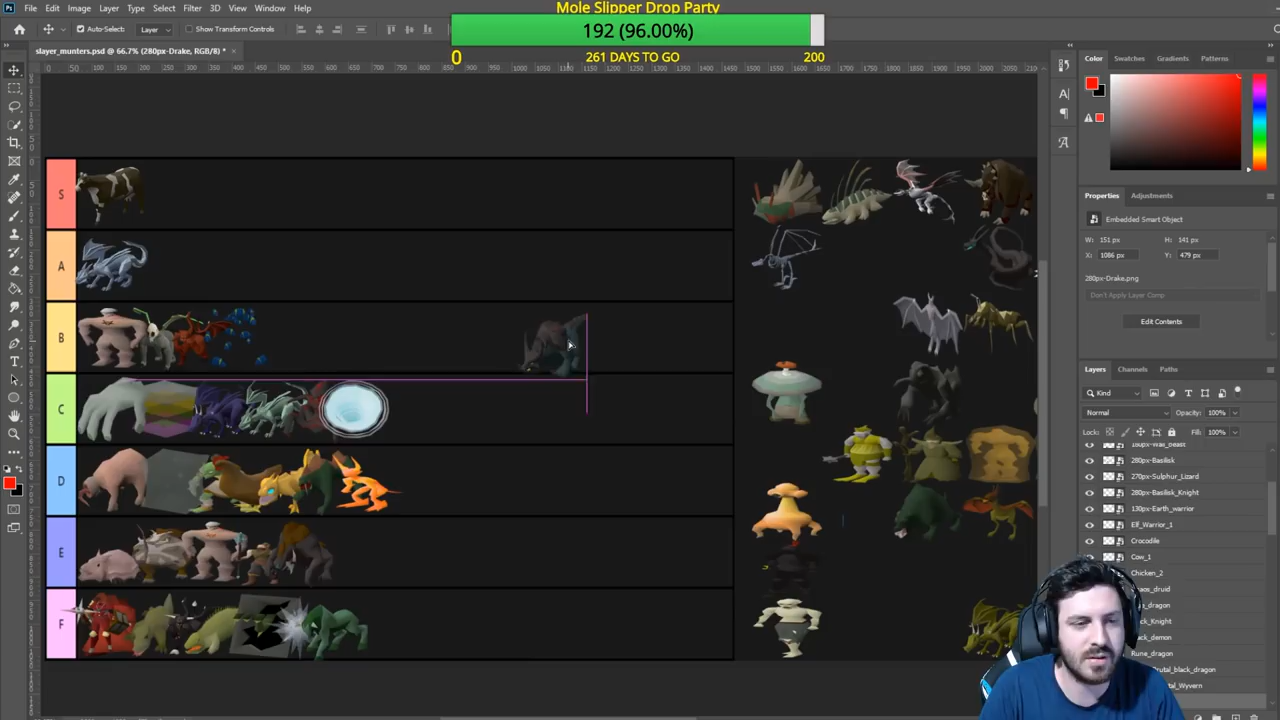 Mole Slipper Drop Party
192 (96.00%)
0
261 DAYS TO GO
200
File Edit Image Layer Type Select Filter 3D View Window Help
Auto-Select: Layer Show Transform Controls
slayer_munters.psd @ 66.7% (280px-Drake, RGB/8) *
S
A
B
C
D
E
F
Color Swatches Gradients Patterns
Properties Adjustments
Embedded Smart Object
W: 151 px H: 141 px
X: 1086 px Y: 479 px
280px-Drake.png
Don't Apply Layer Comp
Edit Contents
Layers Channels Paths
Kind
Normal Opacity: 100%
Lock: Fill: 100%
180px-Wall_beast
280px-Basilisk
270px-Sulphur_Lizard
280px-Basilisk_Knight
130px-Earth_warrior
Elf_Warrior_1
Crocodile
Cow_1
Chicken_2